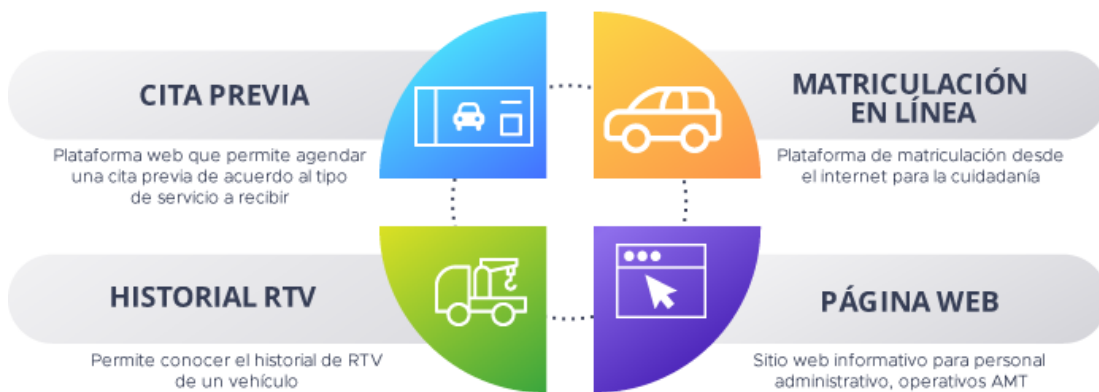 CITA PREVIA
Plataforma web que permite agendar
una cita previa de acuerdo al tipo
de servicio a recibir
MATRICULACIÓN
EN LÍNEA
Plataforma de matriculación desde
el internet para la cuidadanía
HISTORIAL RTV
Permite conocer el historial de RTV
de un vehículo
PÁGINA WEB
Sitio web informativo para personal
administrativo, operativos AMT